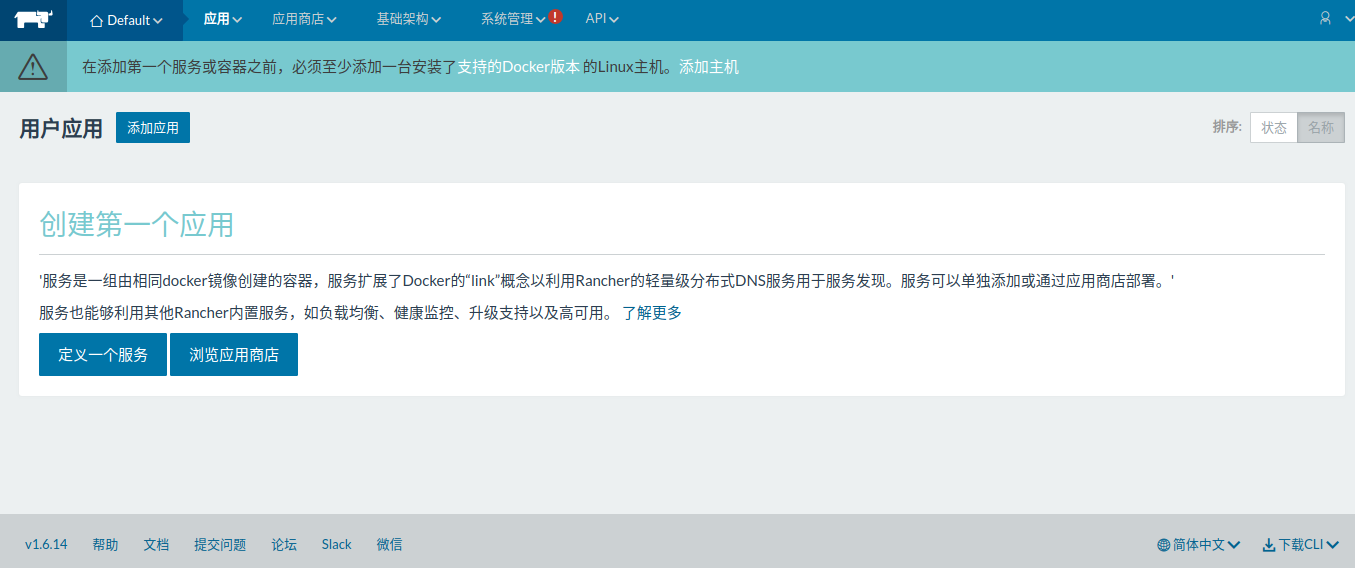 Default 应用 应用商店 基础架构 系统管理 ! API
在添加第一个服务或容器之前，必须至少添加一台安装了支持的Docker版本 的Linux主机。添加主机
用户应用 添加应用 排序: 状态 名称
创建第一个应用
'服务是一组由相同docker镜像创建的容器，服务扩展了Docker的“link”概念以利用Rancher的轻量级分布式DNS服务用于服务发现。服务可以单独添加或通过应用商店部署。'
服务也能够利用其他Rancher内置服务，如负载均衡、健康监控、升级支持以及高可用。 了解更多
定义一个服务 浏览应用商店
v1.6.14 帮助 文档 提交问题 论坛 Slack 微信 简体中文 下载CLI